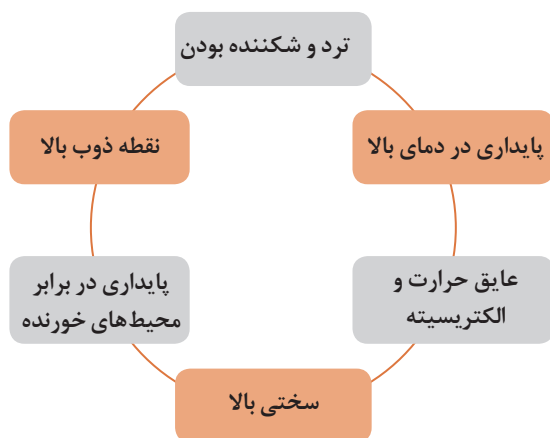 ترد و شکننده بودن
پایداری در دمای بالا
نقطه ذوب بالا
عایق حرارت و
الکتریسیته
پایداری در برابر
محیط‌های خورنده
سختی بالا